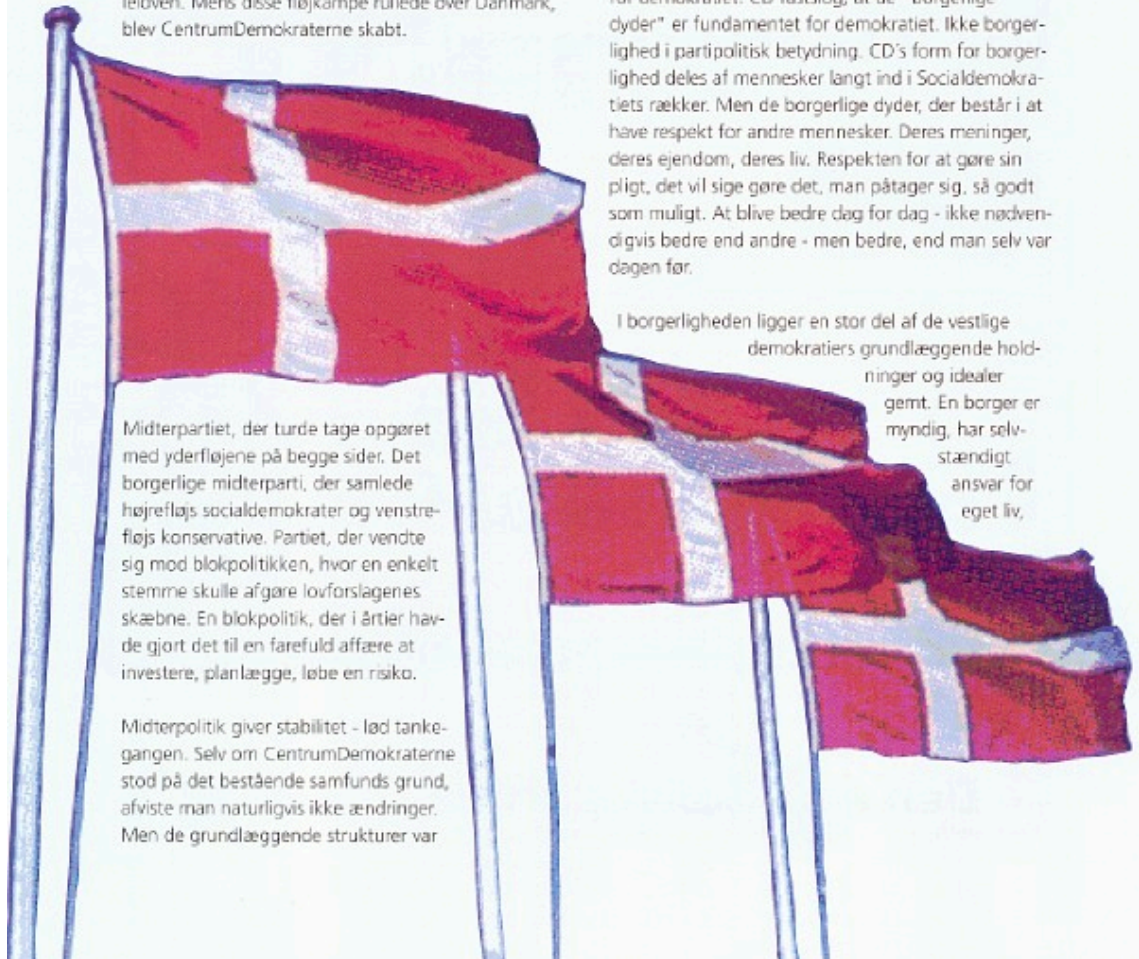 blev CentrumDemokraterne skabt.
Midterpartiet, der turde tage opgøret
med yderfløjene på begge sider. Det
borgerlige midterparti, der samlede
højrefløjs socialdemokrater og venstre-
fløjs konservative. Partiet, der vendte
sig mod blokpolitikken, hvor en enkelt
stemme skulle afgøre lovforslagenes
skæbne. En blokpolitik, der i årtier hav-
de gjort det til en farefuld affære at
investere, planlægge, løbe en risiko.
Midterpolitik giver stabilitet - lød tanke-
gangen. Selv om CentrumDemokraterne
stod på det bestående samfunds grund,
afviste man naturligvis ikke ændringer.
Men de grundlæggende strukturer var
dyder" er fundamentet for demokratiet. Ikke borger-
lighed i partipolitisk betydning. CD's form for borger-
lighed deles af mennesker langt ind i Socialdemokra-
tiets rækker. Men de borgerlige dyder, der består i at
have respekt for andre mennesker. Deres meninger,
deres ejendom, deres liv. Respekten for at gøre sin
pligt, det vil sige gøre det, man påtager sig, så godt
som muligt. At blive bedre dag for dag - ikke nødven-
digvis bedre end andre - men bedre, end man selv var
dagen før.
I borgerligheden ligger en stor del af de vestlige
demokratiers grundlæggende hold-
ninger og idealer
gemt. En borger er
myndig, har selv-
stændigt
ansvar for
eget liv,